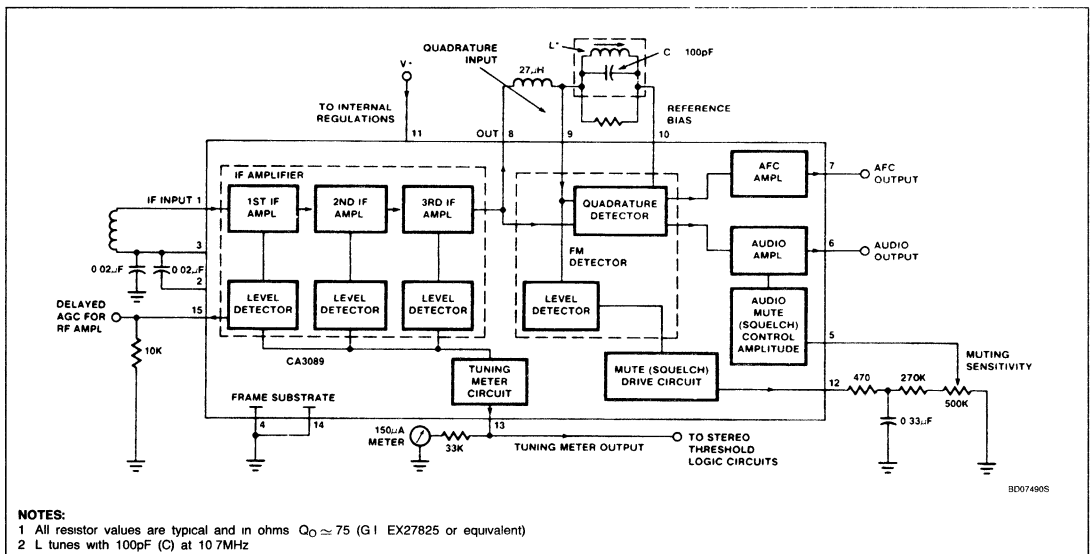 QUADRATURE
INPUT
L*
C 100pF
27µH
V-
TO INTERNAL
REGULATIONS
11
OUT 8
9
REFERENCE
BIAS
10
IF AMPLIFIER
IF INPUT 1
1ST IF
AMPL
2ND IF
AMPL
3RD IF
AMPL
QUADRATURE
DETECTOR
AFC
AMPL
7
AFC
OUTPUT
3
0 02µF
0 02µF
2
FM
DETECTOR
AUDIO
AMPL
6
AUDIO
OUTPUT
DELAYED
AGC FOR
RF AMPL
15
LEVEL
DETECTOR
LEVEL
DETECTOR
LEVEL
DETECTOR
LEVEL
DETECTOR
AUDIO
MUTE
(SQUELCH)
CONTROL
AMPLITUDE
5
MUTING
SENSITIVITY
10K
CA3089
TUNING
METER
CIRCUIT
MUTE (SQUELCH)
DRIVE CIRCUIT
12
470
270K
500K
0 33µF
FRAME SUBSTRATE
4
14
13
150µA
METER
33K
TUNING METER OUTPUT
TO STEREO
THRESHOLD
LOGIC CIRCUITS
BD07490S
NOTES:
1 All resistor values are typical and in ohms Q_O ≃ 75 (G I EX27825 or equivalent)
2 L tunes with 100pF (C) at 10 7MHz